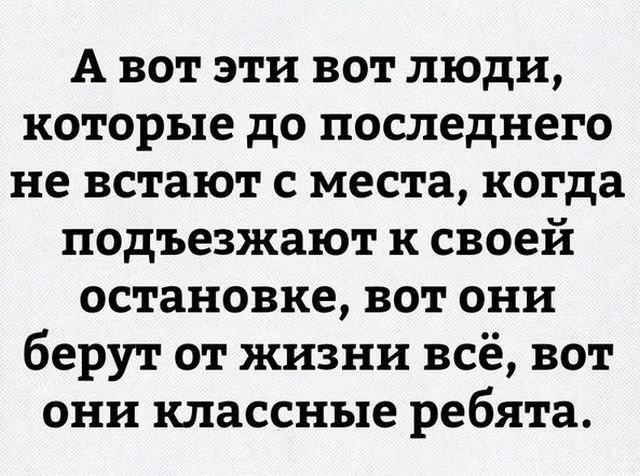 А вот эти вот люди,
которые до последнего
не встают с места, когда
подъезжают к своей
остановке, вот они
берут от жизни всё, вот
они классные ребята.